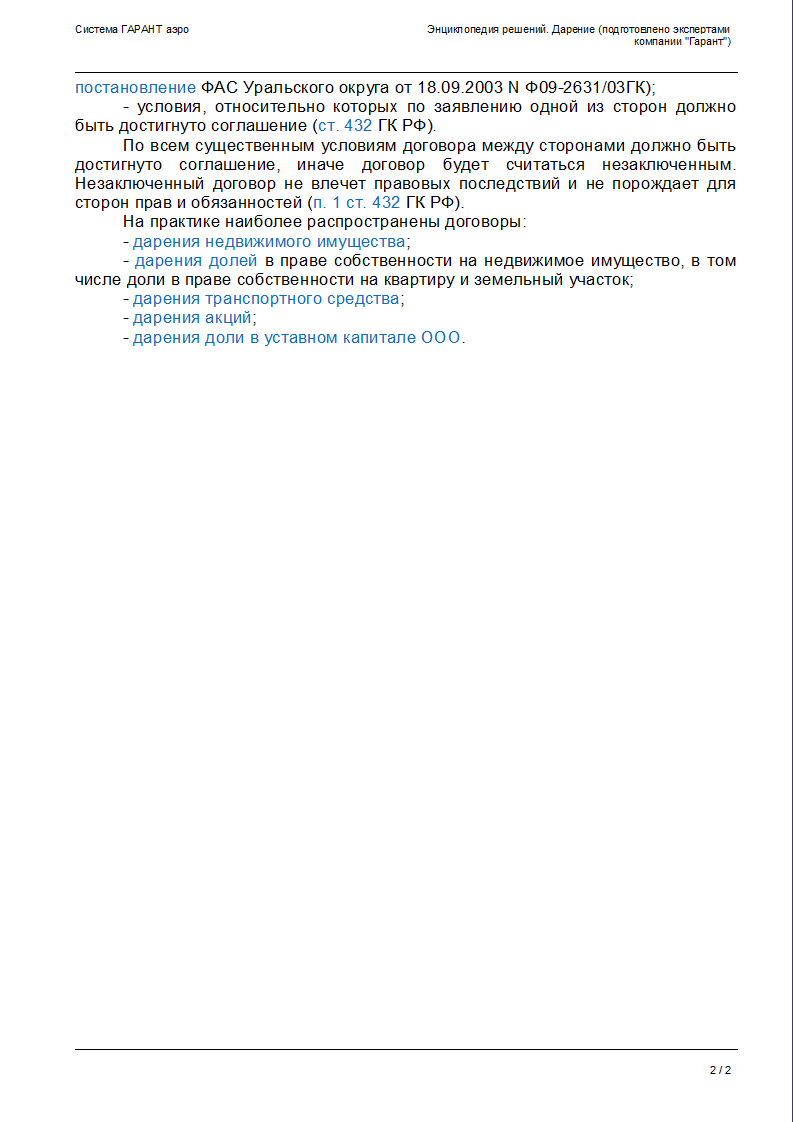 Система ГАРАНТ аэро
Энциклопедия решений. Дарение (подготовлено экспертами
компании "Гарант")
постановление ФАС Уральского округа от 18.09.2003 N Ф09-2631/03ГК);
- условия, относительно которых по заявлению одной из сторон должно
быть достигнуто соглашение (ст. 432 ГК РФ).
По всем существенным условиям договора между сторонами должно быть
достигнуто соглашение, иначе договор будет считаться незаключенным.
Незаключенный договор не влечет правовых последствий и не порождает для
сторон прав и обязанностей (п. 1 ст. 432 ГК РФ).
На практике наиболее распространены договоры:
- дарения недвижимого имущества;
- дарения долей в праве собственности на недвижимое имущество, в том
числе доли в праве собственности на квартиру и земельный участок;
- дарения транспортного средства;
- дарения акций;
- дарения доли в уставном капитале ООО.
2 / 2